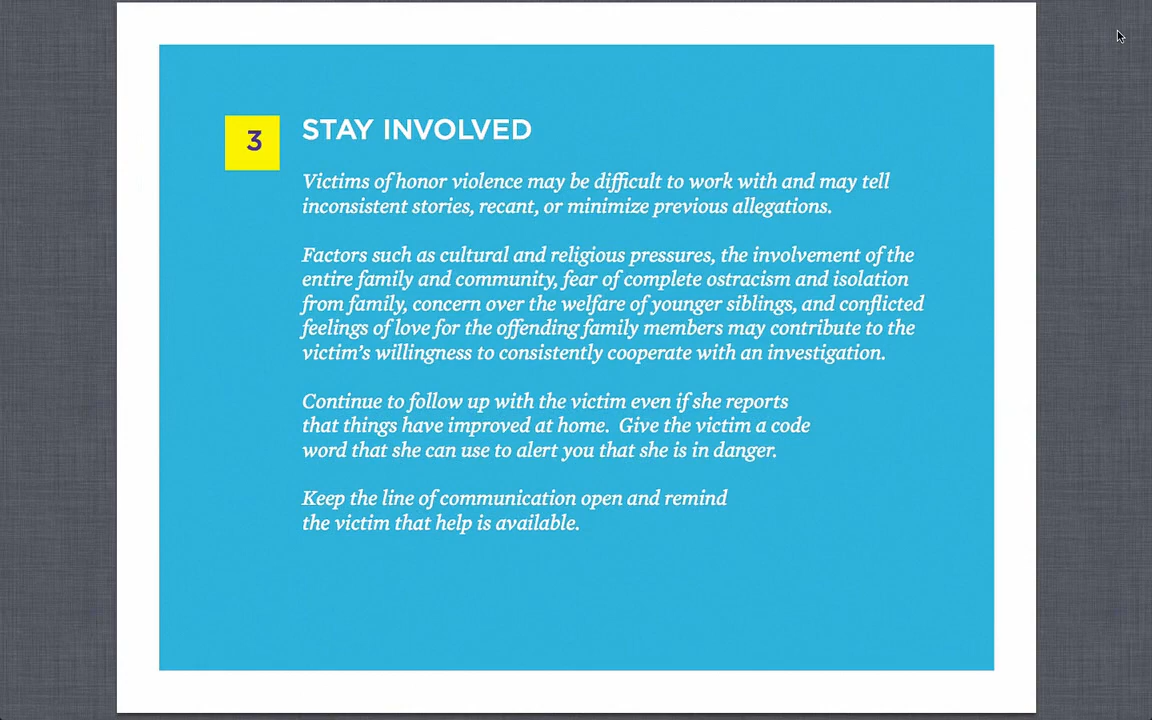 3
STAY INVOLVED
Victims of honor violence may be difficult to work with and may tell
inconsistent stories, recant, or minimize previous allegations.
Factors such as cultural and religious pressures, the involvement of the
entire family and community, fear of complete ostracism and isolation
from family, concern over the welfare of younger siblings, and conflicted
feelings of love for the offending family members may contribute to the
victim’s willingness to consistently cooperate with an investigation.
Continue to follow up with the victim even if she reports
that things have improved at home.  Give the victim a code
word that she can use to alert you that she is in danger.
Keep the line of communication open and remind
the victim that help is available.